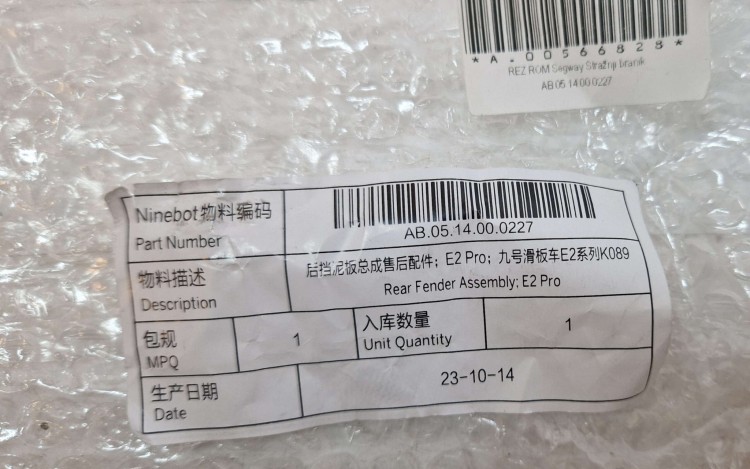 *A.00566828*
REZ ROM Segway Stražnji branik
AB.05.14.00.0227
Ninebot物料编码
Part Number
AB.05.14.00.0227
物料描述
Description
后挡泥板总成售后配件；E2 Pro；九号滑板车E2系列K089
Rear Fender Assembly; E2 Pro
包规
MPQ
1
入库数量
Unit Quantity
1
生产日期
Date
23-10-14